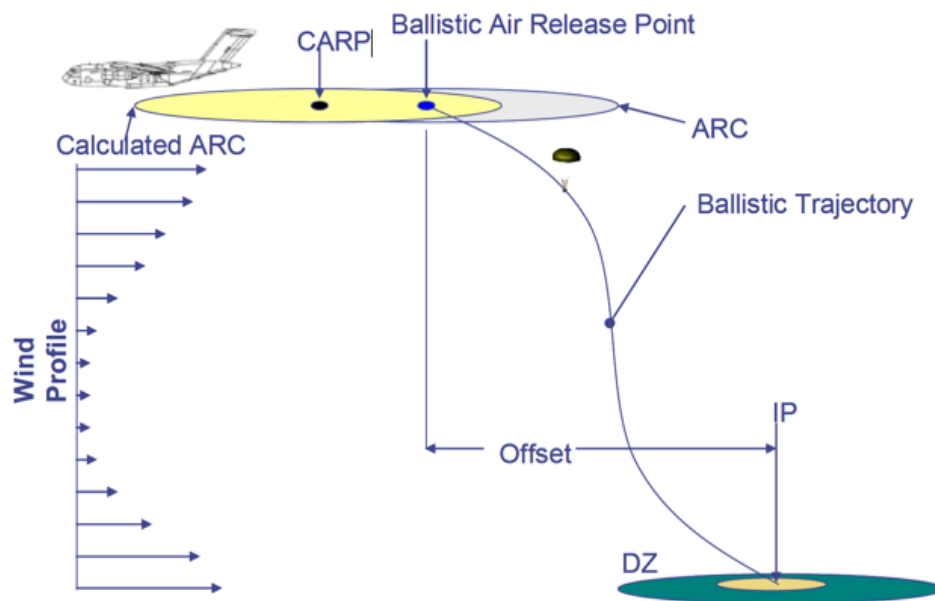 Ballistic Air Release Point
CARP
Calculated ARC
ARC
Ballistic Trajectory
Wind
Profile
IP
Offset
DZ